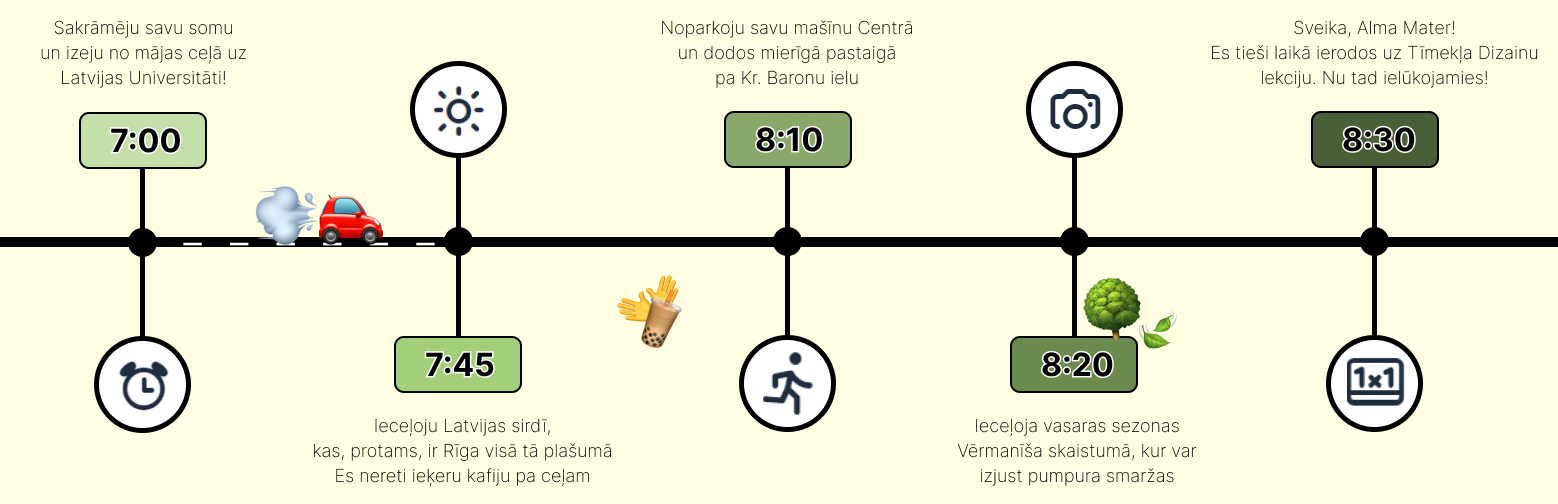 Sakrāmēju savu somu
un izeju no mājas ceļā uz
Latvijas Universitāti!
7:00
7:45
Ieceļoju Latvijas sirdī,
kas, protams, ir Rīga visā tā plašumā
Es nereti ieķeru kafiju pa ceļam
Noparkoju savu mašīnu Centrā
un dodos mierīgā pastaigā
pa Kr. Baronu ielu
8:10
8:20
Ieceļoja vasaras sezonas
Vērmanīša skaistumā, kur var
izjust pumpura smaržas
Sveika, Alma Mater!
Es tieši laikā ierodos uz Tīmekļa Dizainu
lekciju. Nu tad ielūkojamies!
8:30
1x1